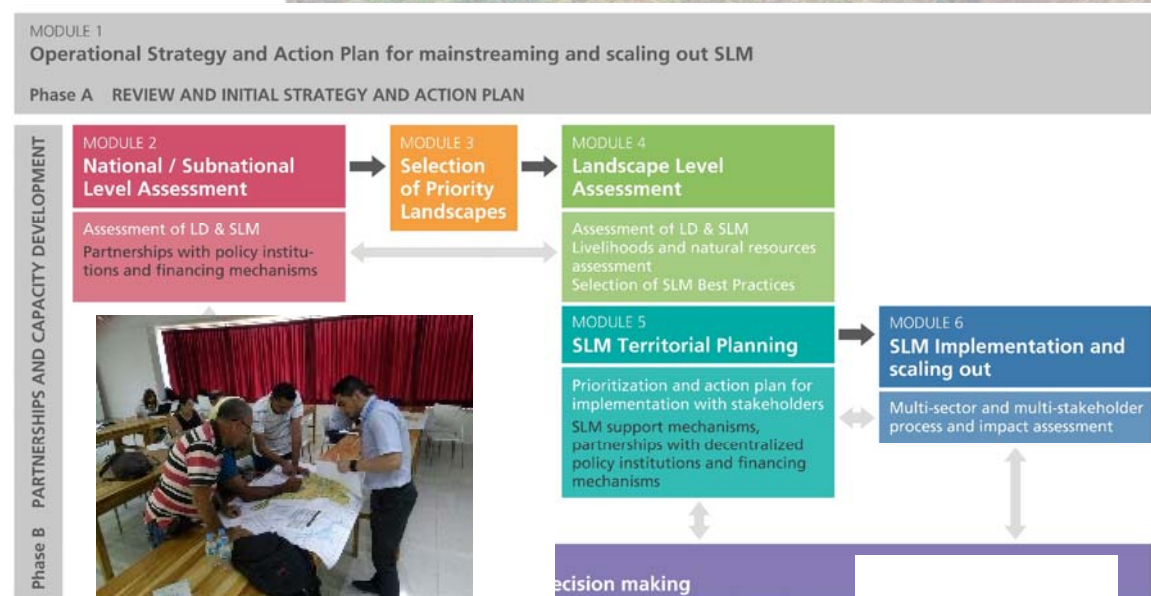 MODULE 1
Operational Strategy and Action Plan for mainstreaming and scaling out SLM
Phase A REVIEW AND INITIAL STRATEGY AND ACTION PLAN
Phase B PARTNERSHIPS AND CAPACITY DEVELOPMENT
MODULE 2
National / Subnational
Level Assessment
Assessment of LD & SLM
Partnerships with policy institu-
tions and financing mechanisms
MODULE 3
Selection
of Priority
Landscapes
MODULE 4
Landscape Level
Assessment
Assessment of LD & SLM
Livelihoods and natural resources
assessment
Selection of SLM Best Practices
MODULE 5
SLM Territorial Planning
Prioritization and action plan for
implementation with stakeholders
SLM support mechanisms,
partnerships with decentralized
policy institutions and financing
mechanisms
MODULE 6
SLM Implementation and
scaling out
Multi-sector and multi-stakeholder
process and impact assessment
ecision making